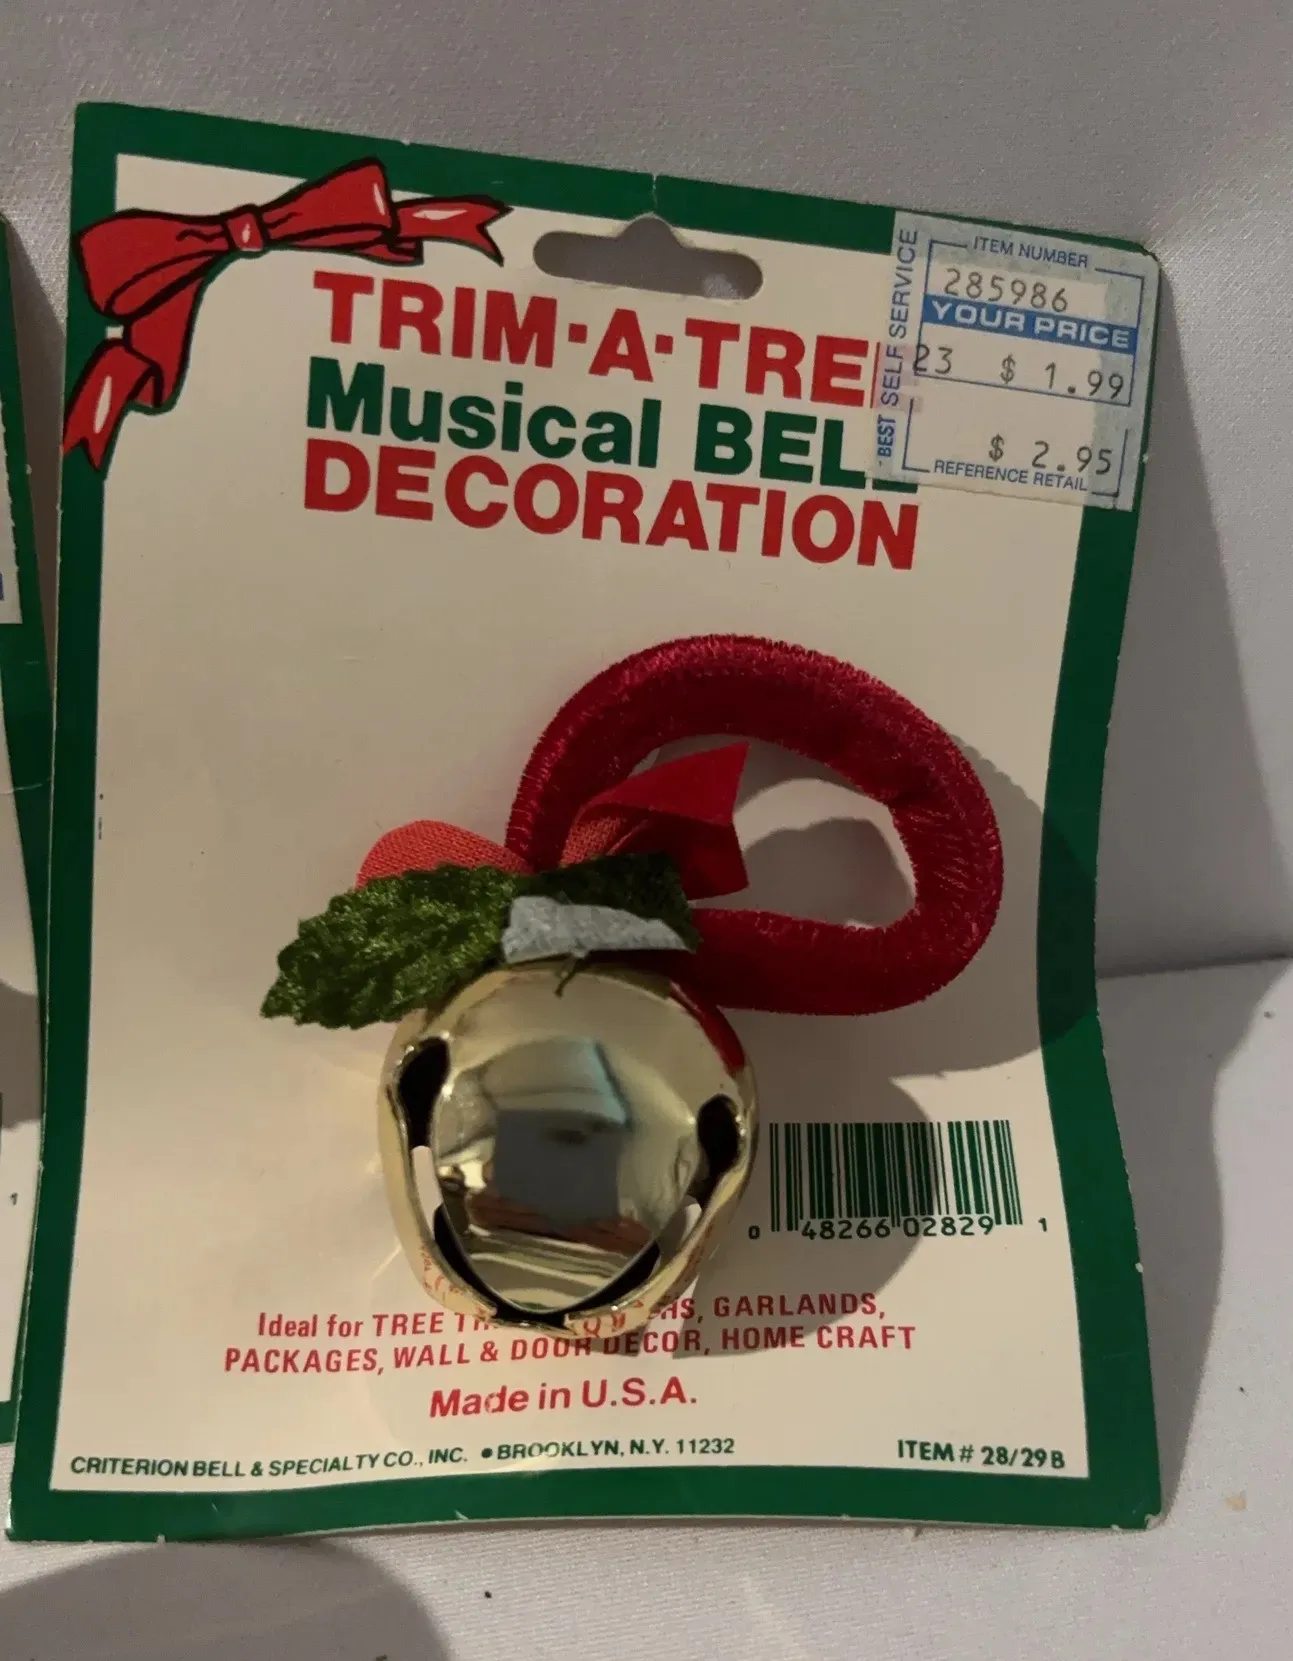 TRIM·A·TRE
Musical BELL
DECORATION
BEST SELF SERVICE
ITEM NUMBER
285986
YOUR PRICE
23 $ 1.99
$ 2.95
REFERENCE RETAIL
0 48266 02829 1
Ideal for TREE GARLANDS,
PACKAGES, WALL & DOOR DECOR, HOME CRAFT
Made in U.S.A.
CRITERION BELL & SPECIALTY CO., INC. • BROOKLYN, N.Y. 11232
ITEM # 28/29B
1